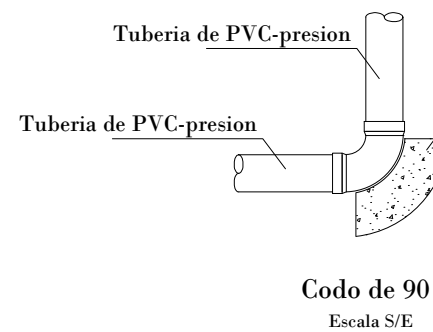 Tuberia de PVC-presion
Tuberia de PVC-presion
Codo de 90
Escala S/E